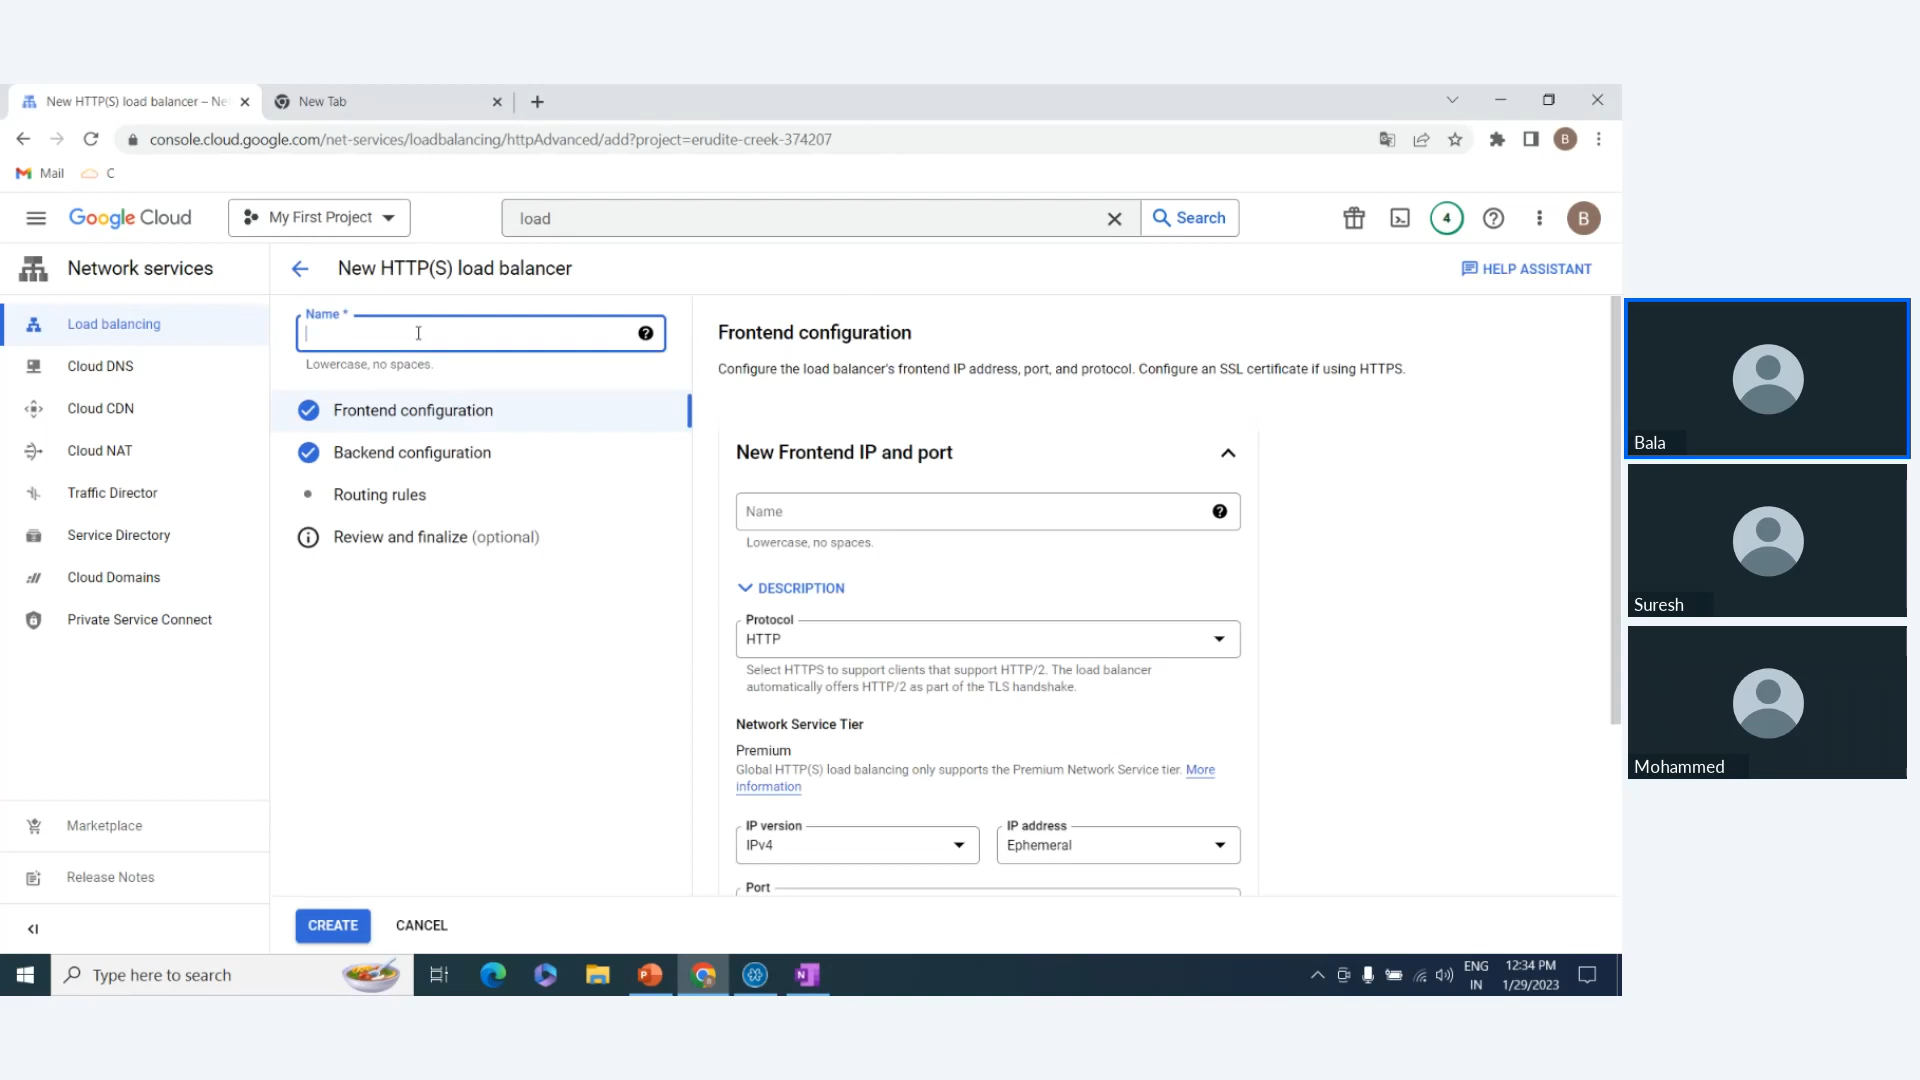 New HTTP(S) load balancer – Ne
New Tab
console.cloud.google.com/net-services/loadbalancing/httpAdvanced/add?project=erudite-creek-374207
B
Mail
C
Google Cloud
My First Project
load
Search
4
B
Network services
New HTTP(S) load balancer
HELP ASSISTANT
Load balancing
Cloud DNS
Cloud CDN
Cloud NAT
Traffic Director
Service Directory
Cloud Domains
Private Service Connect
Marketplace
Release Notes
Name *
Lowercase, no spaces.
Frontend configuration
Backend configuration
Routing rules
Review and finalize (optional)
Frontend configuration
Configure the load balancer's frontend IP address, port, and protocol. Configure an SSL certificate if using HTTPS.
New Frontend IP and port
Name
Lowercase, no spaces.
DESCRIPTION
Protocol
HTTP
Select HTTPS to support clients that support HTTP/2. The load balancer
automatically offers HTTP/2 as part of the TLS handshake.
Network Service Tier
Premium
Global HTTP(S) load balancing only supports the Premium Network Service tier. More
information
IP version
IPv4
IP address
Ephemeral
Port
CREATE
CANCEL
Type here to search
ENG
IN
12:34 PM
1/29/2023
Bala
Suresh
Mohammed